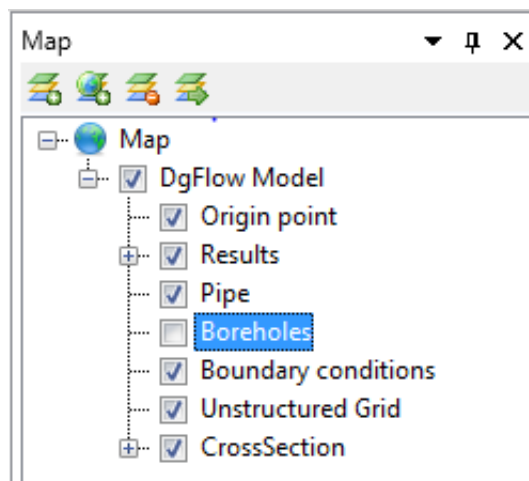 Map
Map
DgFlow Model
Origin point
Results
Pipe
Boreholes
Boundary conditions
Unstructured Grid
CrossSection